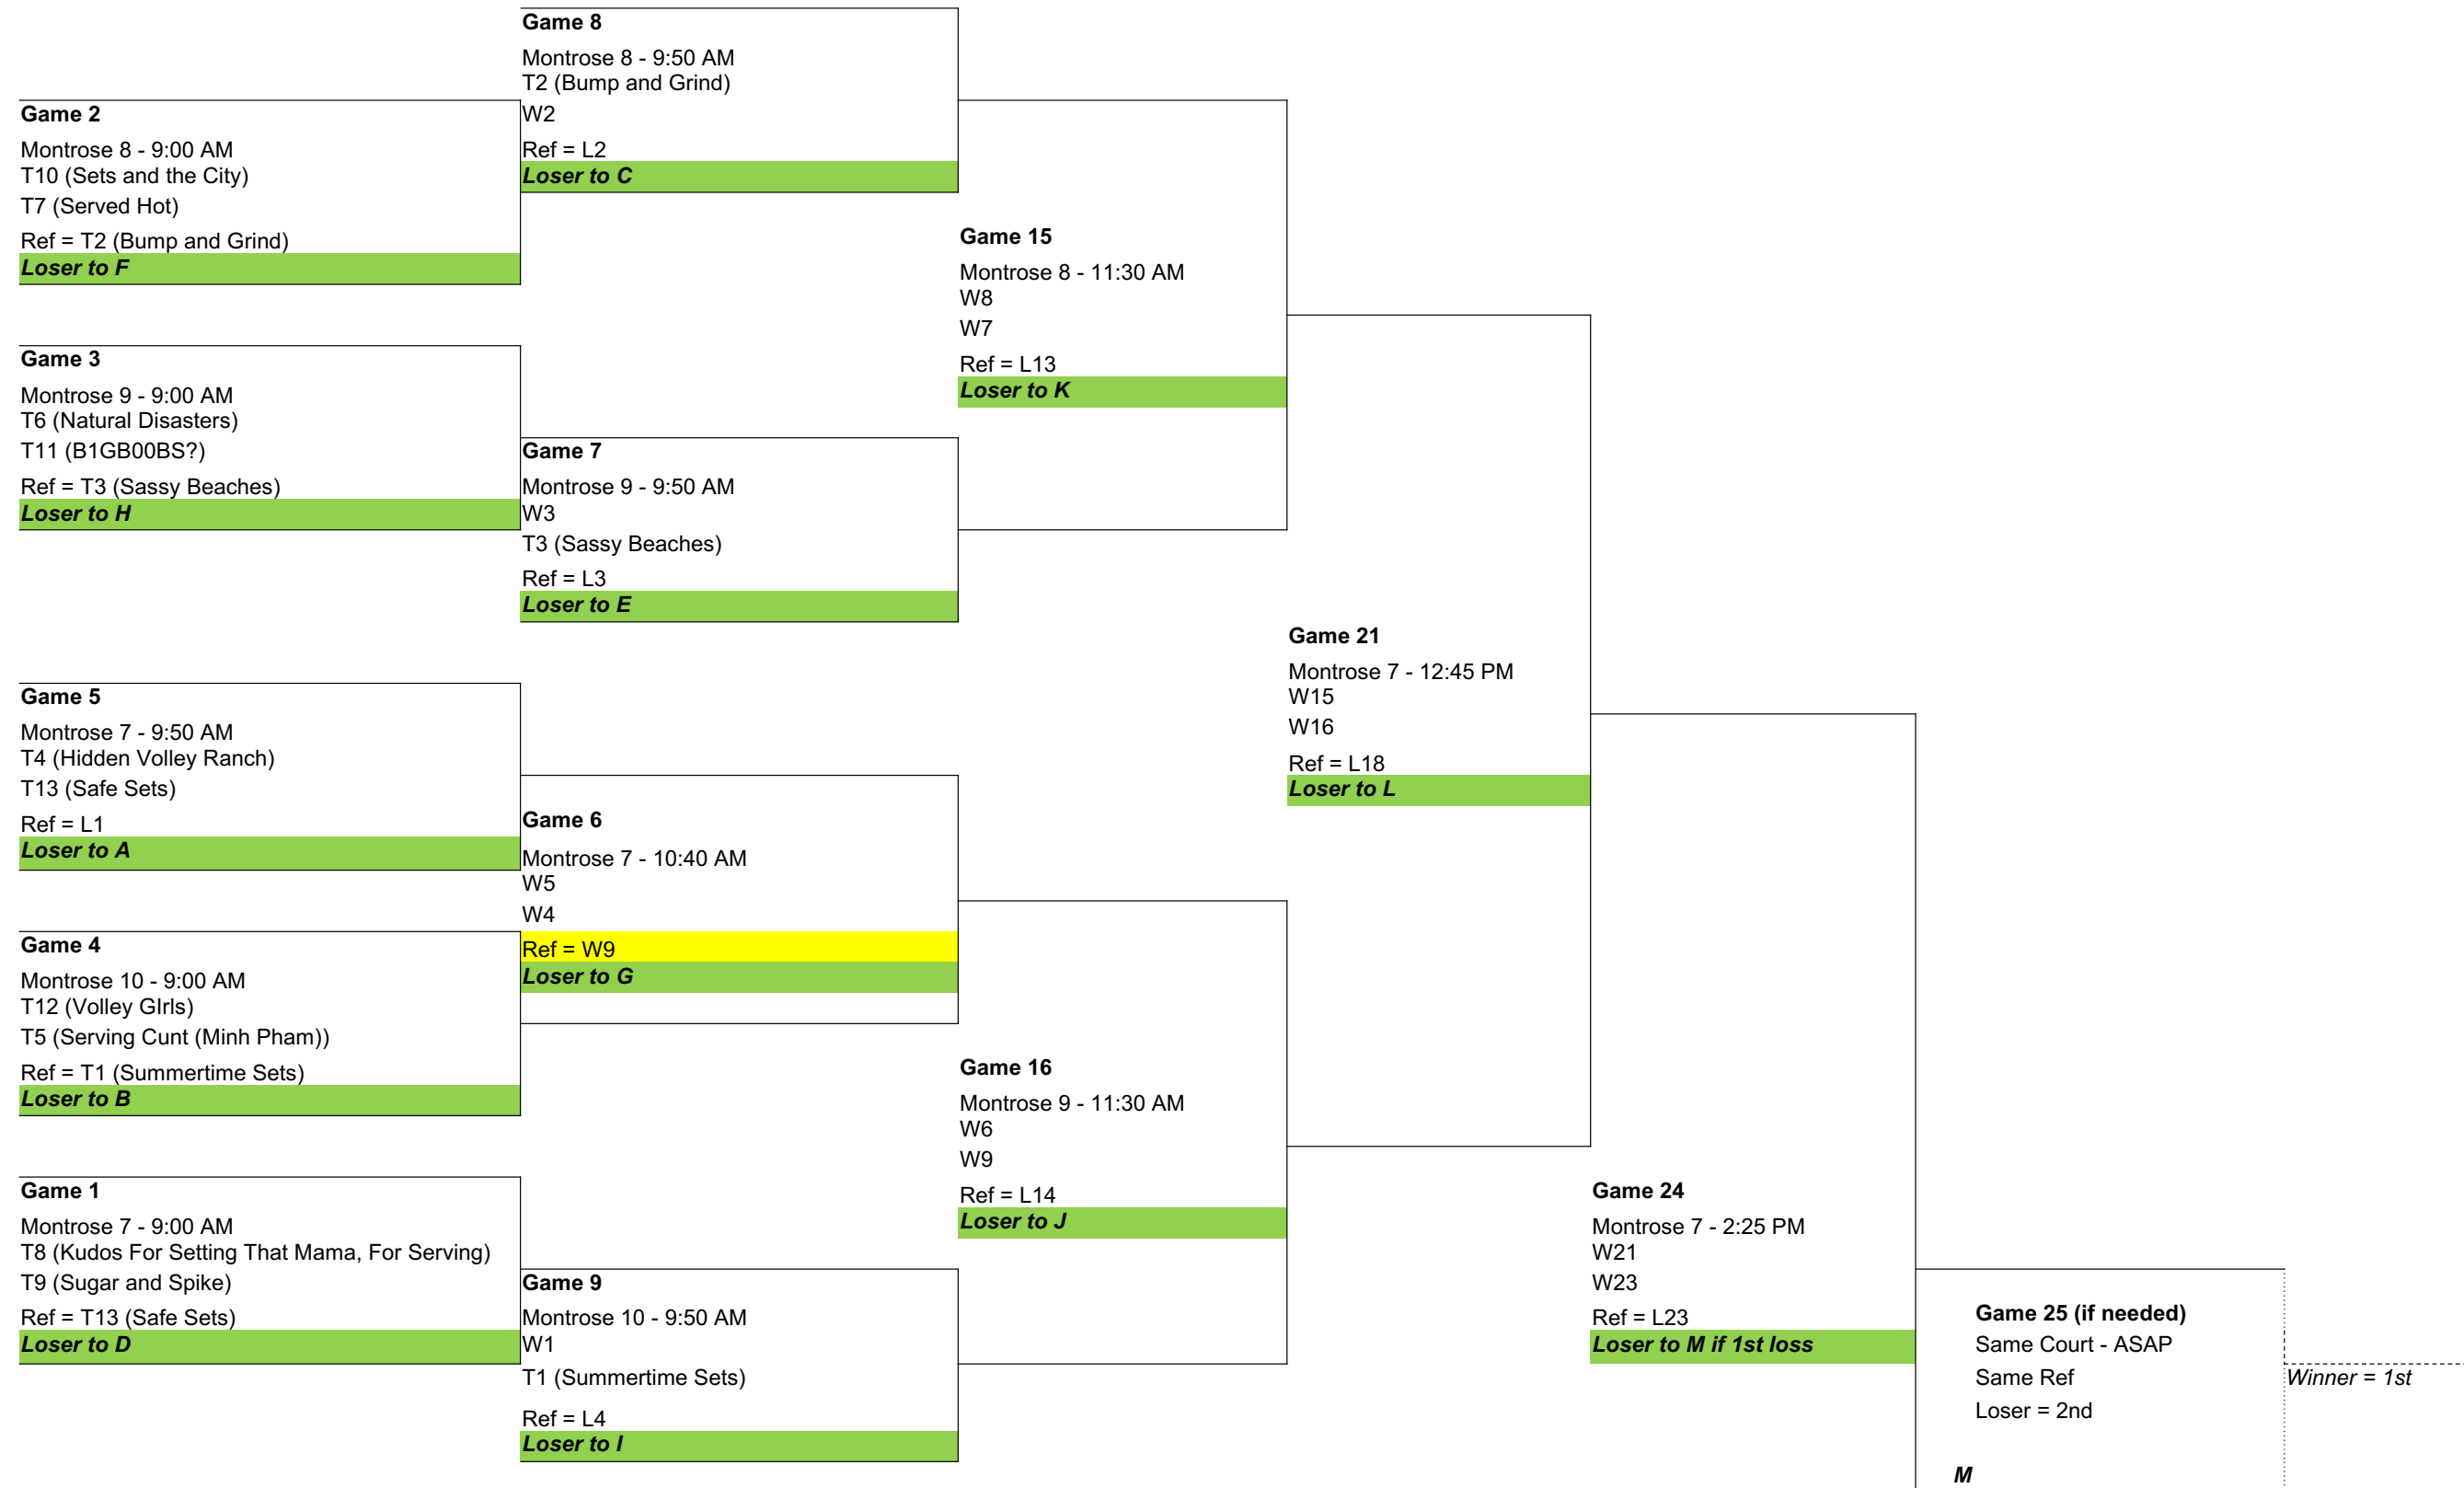 Game 8
Montrose 8 - 9:50 AM
T2 (Bump and Grind)
W2
Ref = L2
Loser to C
Game 2
Montrose 8 - 9:00 AM
T10 (Sets and the City)
T7 (Served Hot)
Ref = T2 (Bump and Grind)
Loser to F
Game 15
Montrose 8 - 11:30 AM
W8
W7
Ref = L13
Loser to K
Game 3
Montrose 9 - 9:00 AM
T6 (Natural Disasters)
T11 (B1GB00BS?)
Ref = T3 (Sassy Beaches)
Loser to H
Game 7
Montrose 9 - 9:50 AM
W3
T3 (Sassy Beaches)
Ref = L3
Loser to E
Game 21
Montrose 7 - 12:45 PM
W15
W16
Ref = L18
Loser to L
Game 5
Montrose 7 - 9:50 AM
T4 (Hidden Volley Ranch)
T13 (Safe Sets)
Ref = L1
Loser to A
Game 6
Montrose 7 - 10:40 AM
W5
W4
Ref = W9
Loser to G
Game 4
Montrose 10 - 9:00 AM
T12 (Volley GIrls)
T5 (Serving Cunt (Minh Pham))
Ref = T1 (Summertime Sets)
Loser to B
Game 16
Montrose 9 - 11:30 AM
W6
W9
Ref = L14
Loser to J
Game 1
Montrose 7 - 9:00 AM
T8 (Kudos For Setting That Mama, For Serving)
T9 (Sugar and Spike)
Ref = T13 (Safe Sets)
Loser to D
Game 9
Montrose 10 - 9:50 AM
W1
T1 (Summertime Sets)
Ref = L4
Loser to I
Game 24
Montrose 7 - 2:25 PM
W21
W23
Ref = L23
Loser to M if 1st loss
Game 25 (if needed)
Same Court - ASAP
Same Ref
Loser = 2nd
Winner = 1st
M